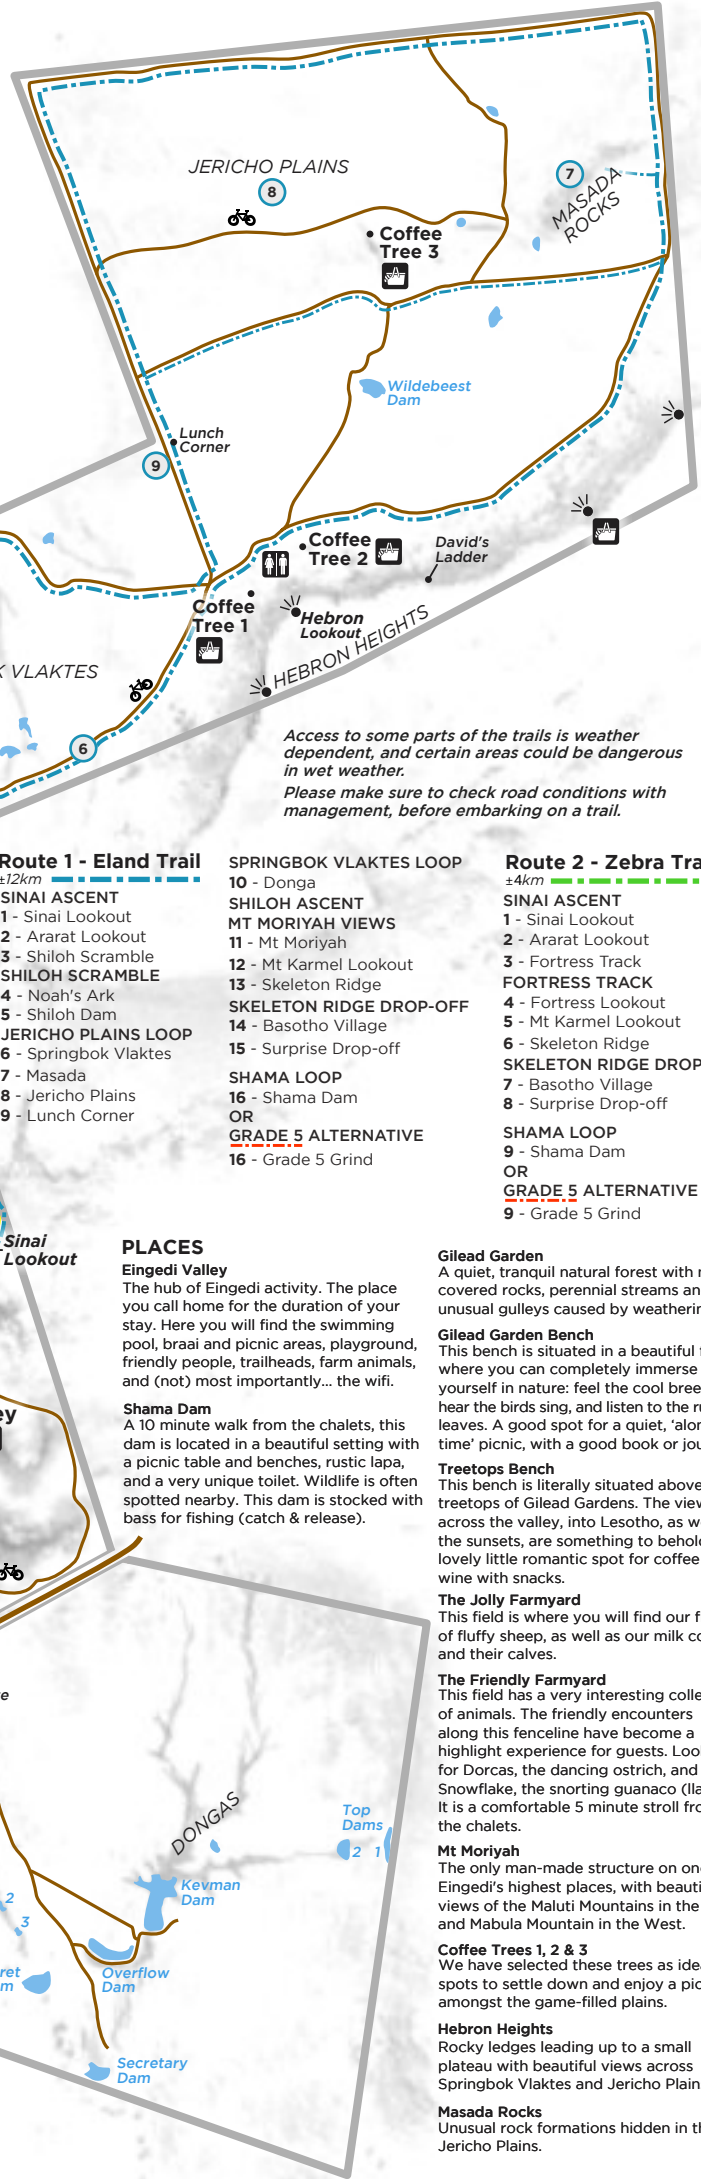 JERICHO PLAINS
8
7
MASADA
ROCKS
Coffee
Tree 3
Wildebeest
Dam
Lunch
Corner
9
Coffee
Tree 2
David's
Ladder
Coffee
Tree 1
Hebron
Lookout
HEBRON HEIGHTS
K VLAKTES
6
Access to some parts of the trails is weather
dependent, and certain areas could be dangerous
in wet weather.
Please make sure to check road conditions with
management, before embarking on a trail.
Route 1 - Eland Trail
±12km
SINAI ASCENT
1 - Sinai Lookout
2 - Ararat Lookout
3 - Shiloh Scramble
SHILOH SCRAMBLE
4 - Noah's Ark
5 - Shiloh Dam
JERICHO PLAINS LOOP
6 - Springbok Vlaktes
7 - Masada
8 - Jericho Plains
9 - Lunch Corner
SPRINGBOK VLAKTES LOOP
10 - Donga
SHILOH ASCENT
MT MORIYAH VIEWS
11 - Mt Moriyah
12 - Mt Karmel Lookout
13 - Skeleton Ridge
SKELETON RIDGE DROP-OFF
14 - Basotho Village
15 - Surprise Drop-off
SHAMA LOOP
16 - Shama Dam
OR
GRADE 5 ALTERNATIVE
16 - Grade 5 Grind
Route 2 - Zebra Tra
±4km
SINAI ASCENT
1 - Sinai Lookout
2 - Ararat Lookout
3 - Fortress Track
FORTRESS TRACK
4 - Fortress Lookout
5 - Mt Karmel Lookout
6 - Skeleton Ridge
SKELETON RIDGE DROP
7 - Basotho Village
8 - Surprise Drop-off
SHAMA LOOP
9 - Shama Dam
OR
GRADE 5 ALTERNATIVE
9 - Grade 5 Grind
Sinai
Lookout
ey
PLACES
Eingedi Valley
The hub of Eingedi activity. The place
you call home for the duration of your
stay. Here you will find the swimming
pool, braai and picnic areas, playground,
friendly people, trailheads, farm animals,
and (not) most importantly... the wifi.
Shama Dam
A 10 minute walk from the chalets, this
dam is located in a beautiful setting with
a picnic table and benches, rustic lapa,
and a very unique toilet. Wildlife is often
spotted nearby. This dam is stocked with
bass for fishing (catch & release).
Gilead Garden
A quiet, tranquil natural forest with m
covered rocks, perennial streams an
unusual gulleys caused by weatherin
Gilead Garden Bench
This bench is situated in a beautiful f
where you can completely immerse
yourself in nature: feel the cool bree
hear the birds sing, and listen to the ru
leaves. A good spot for a quiet, 'alon
time' picnic, with a good book or jou
Treetops Bench
This bench is literally situated above
treetops of Gilead Gardens. The view
across the valley, into Lesotho, as we
the sunsets, are something to behold
lovely little romantic spot for coffee
wine with snacks.
The Jolly Farmyard
This field is where you will find our f
of fluffy sheep, as well as our milk co
and their calves.
The Friendly Farmyard
This field has a very interesting colle
of animals. The friendly encounters
along this fenceline have become a
highlight experience for guests. Loo
for Dorcas, the dancing ostrich, and
Snowflake, the snorting guanaco (lla
It is a comfortable 5 minute stroll fro
the chalets.
Mt Moriyah
The only man-made structure on on
Eingedi's highest places, with beauti
views of the Maluti Mountains in the
and Mabula Mountain in the West.
Coffee Trees 1, 2 & 3
We have selected these trees as idea
spots to settle down and enjoy a pic
amongst the game-filled plains.
Hebron Heights
Rocky ledges leading up to a small
plateau with beautiful views across
Springbok Vlaktes and Jericho Plain
Masada Rocks
Unusual rock formations hidden in th
Jericho Plains.
e
DONGAS
Top
Dams
2 1
Kevman
Dam
2
3
ret
m
Overflow
Dam
Secretary
Dam